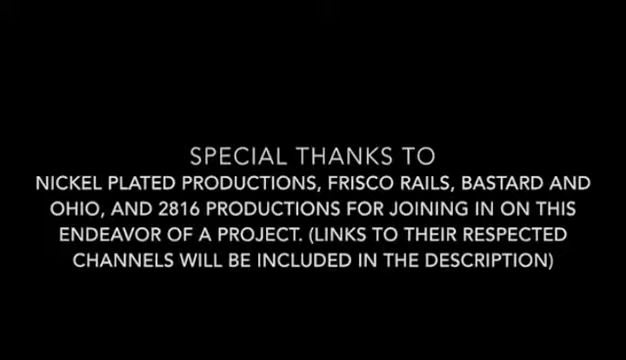 SPECIAL THANKS TO
NICKEL PLATED PRODUCTIONS, FRISCO RAILS, BASTARD AND
OHIO, AND 2816 PRODUCTIONS FOR JOINING IN ON THIS
ENDEAVOR OF A PROJECT. (LINKS TO THEIR RESPECTED
CHANNELS WILL BE INCLUDED IN THE DESCRIPTION)